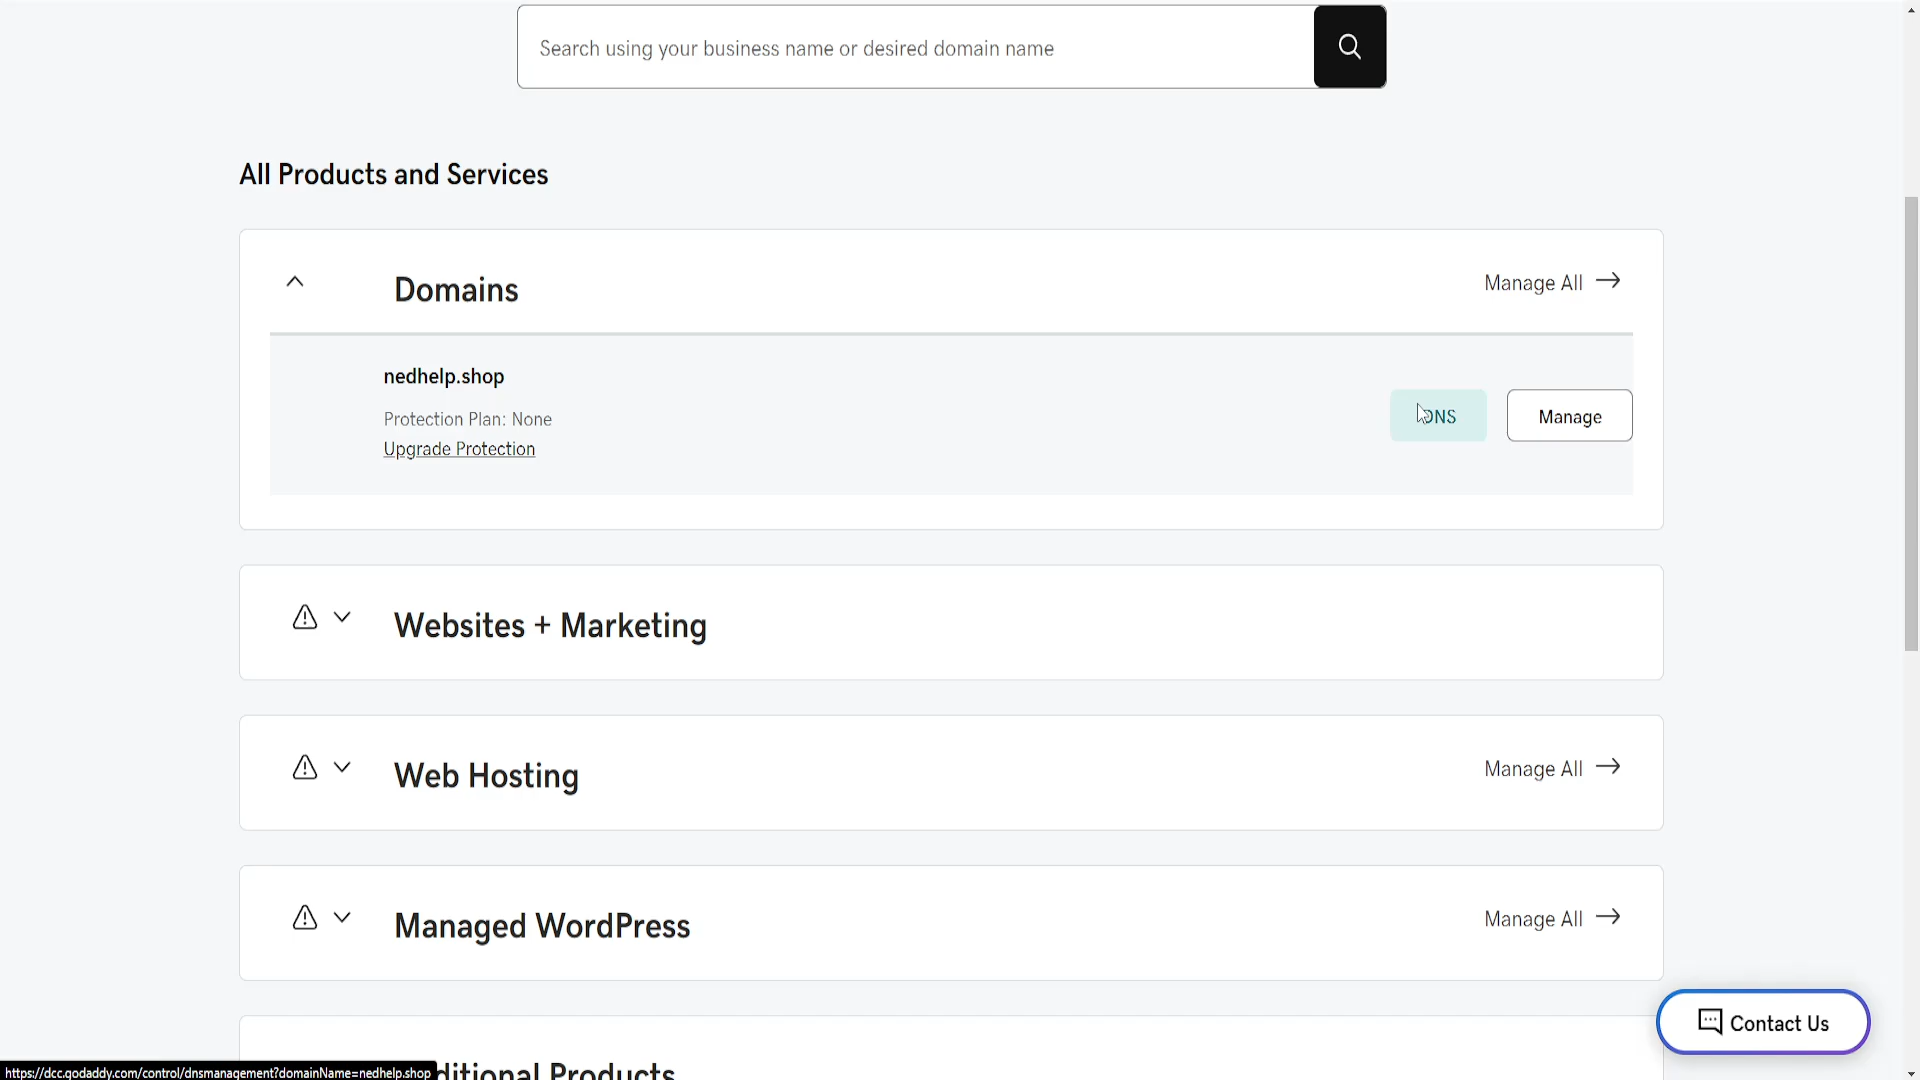 Search using your business name or desired domain name
All Products and Services
Domains
Manage All
nedhelp.shop
Protection Plan: None
Upgrade Protection
DNS
Manage
Websites + Marketing
Web Hosting
Manage All
Managed WordPress
Manage All
Contact Us
ditional Products
https://dcc.godaddy.com/control/dnsmanagement?domainName=nedhelp.shop